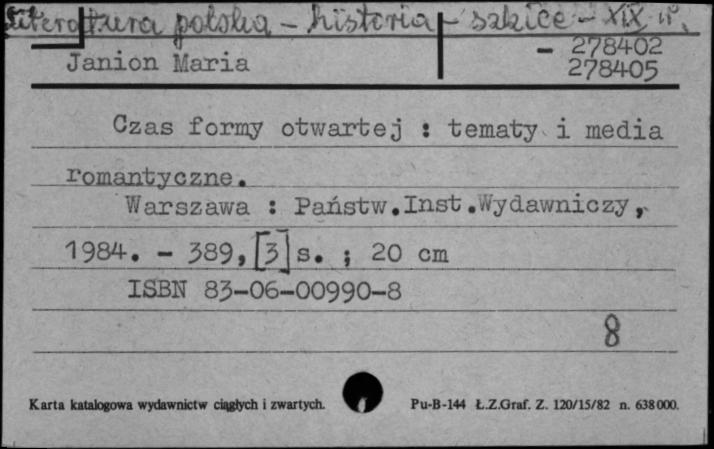 Literatura polska - historia - szkice - XIX w.
- 278402
Janion Maria
278405
Czas formy otwartej : tematy i media
romantyczne.
Warszawa : Państw.Inst.Wydawniczy,
1984. - 389, [3] s. ; 20 cm
ISBN 83-06-00990-8
8
Karta katalogowa wydawnictw ciągłych i zwartych.
Pu-B-144 Ł.Z.Graf. Z. 120/15/82 n. 638000.